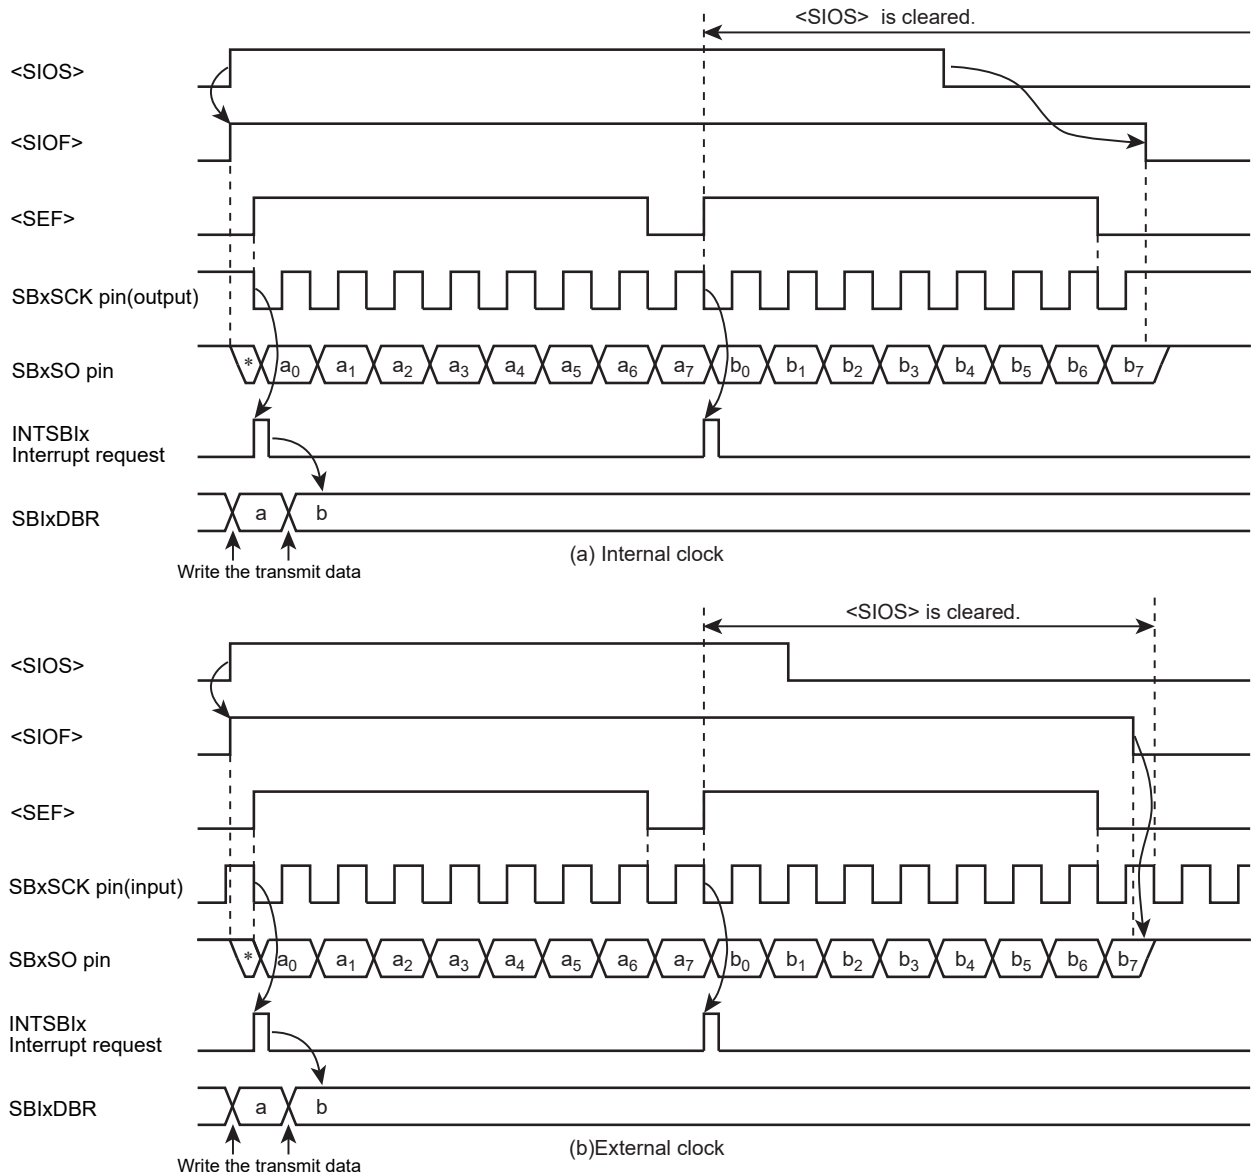 <SIOS> is cleared.
<SIOS>
<SIOF>
<SEF>
SBxSCK pin(output)
SBxSO pin
* a0 a1 a2 a3 a4 a5 a6 a7 b0 b1 b2 b3 b4 b5 b6 b7
INTSBIx
Interrupt request
SBIxDBR
a b
(a) Internal clock
Write the transmit data
<SIOS> is cleared.
<SIOS>
<SIOF>
<SEF>
SBxSCK pin(input)
SBxSO pin
* a0 a1 a2 a3 a4 a5 a6 a7 b0 b1 b2 b3 b4 b5 b6 b7
INTSBIx
Interrupt request
SBIxDBR
a b
(b)External clock
Write the transmit data